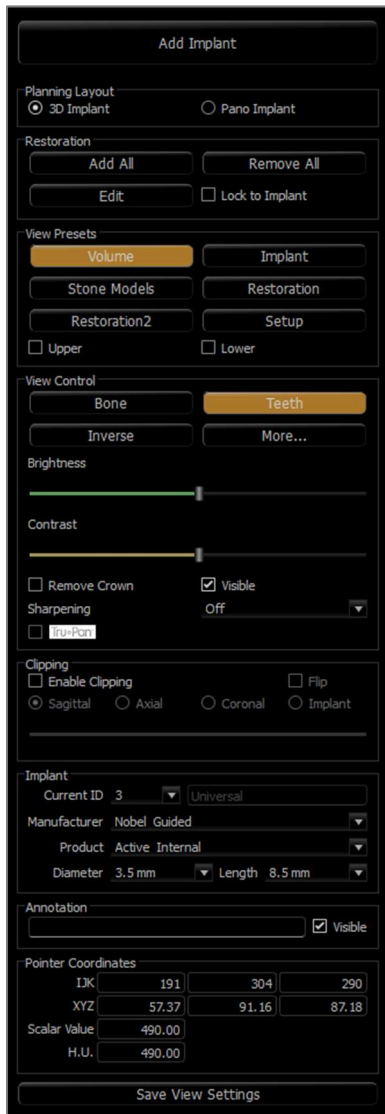 Add Implant
Planning Layout
3D Implant Pano Implant
Restoration
Add All Remove All
Edit Lock to Implant
View Presets
Volume Implant
Stone Models Restoration
Restoration2 Setup
Upper Lower
View Control
Bone Teeth
Inverse More...
Brightness
Contrast
Remove Crown Visible
Sharpening Off
Tru-Pan
Clipping
Enable Clipping Flip
Sagittal Axial Coronal Implant
Implant
Current ID 3 Universal
Manufacturer Nobel Guided
Product Active Internal
Diameter 3.5 mm Length 8.5 mm
Annotation
Visible
Pointer Coordinates
IJK 191 304 290
XYZ 57.37 91.16 87.18
Scalar Value 490.00
H.U. 490.00
Save View Settings